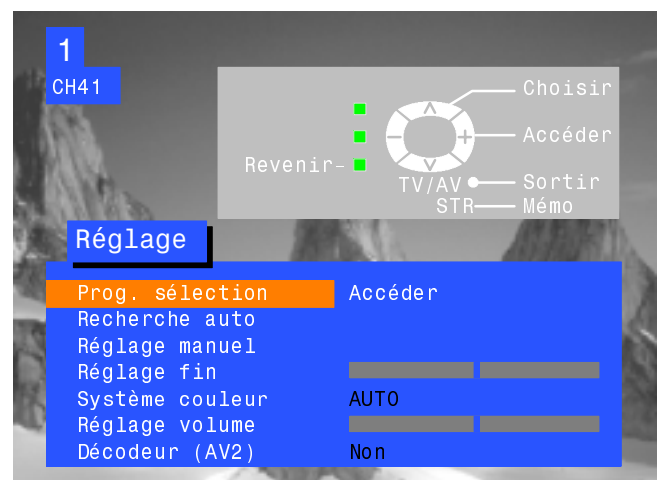 1
CH41
Choisir
Accéder
Revenir
TV/AV Sortir
STR Mémo
Réglage
Prog. sélection Accéder
Recherche auto
Réglage manuel
Réglage fin
Système couleur AUTO
Réglage volume
Décodeur (AV2) Non